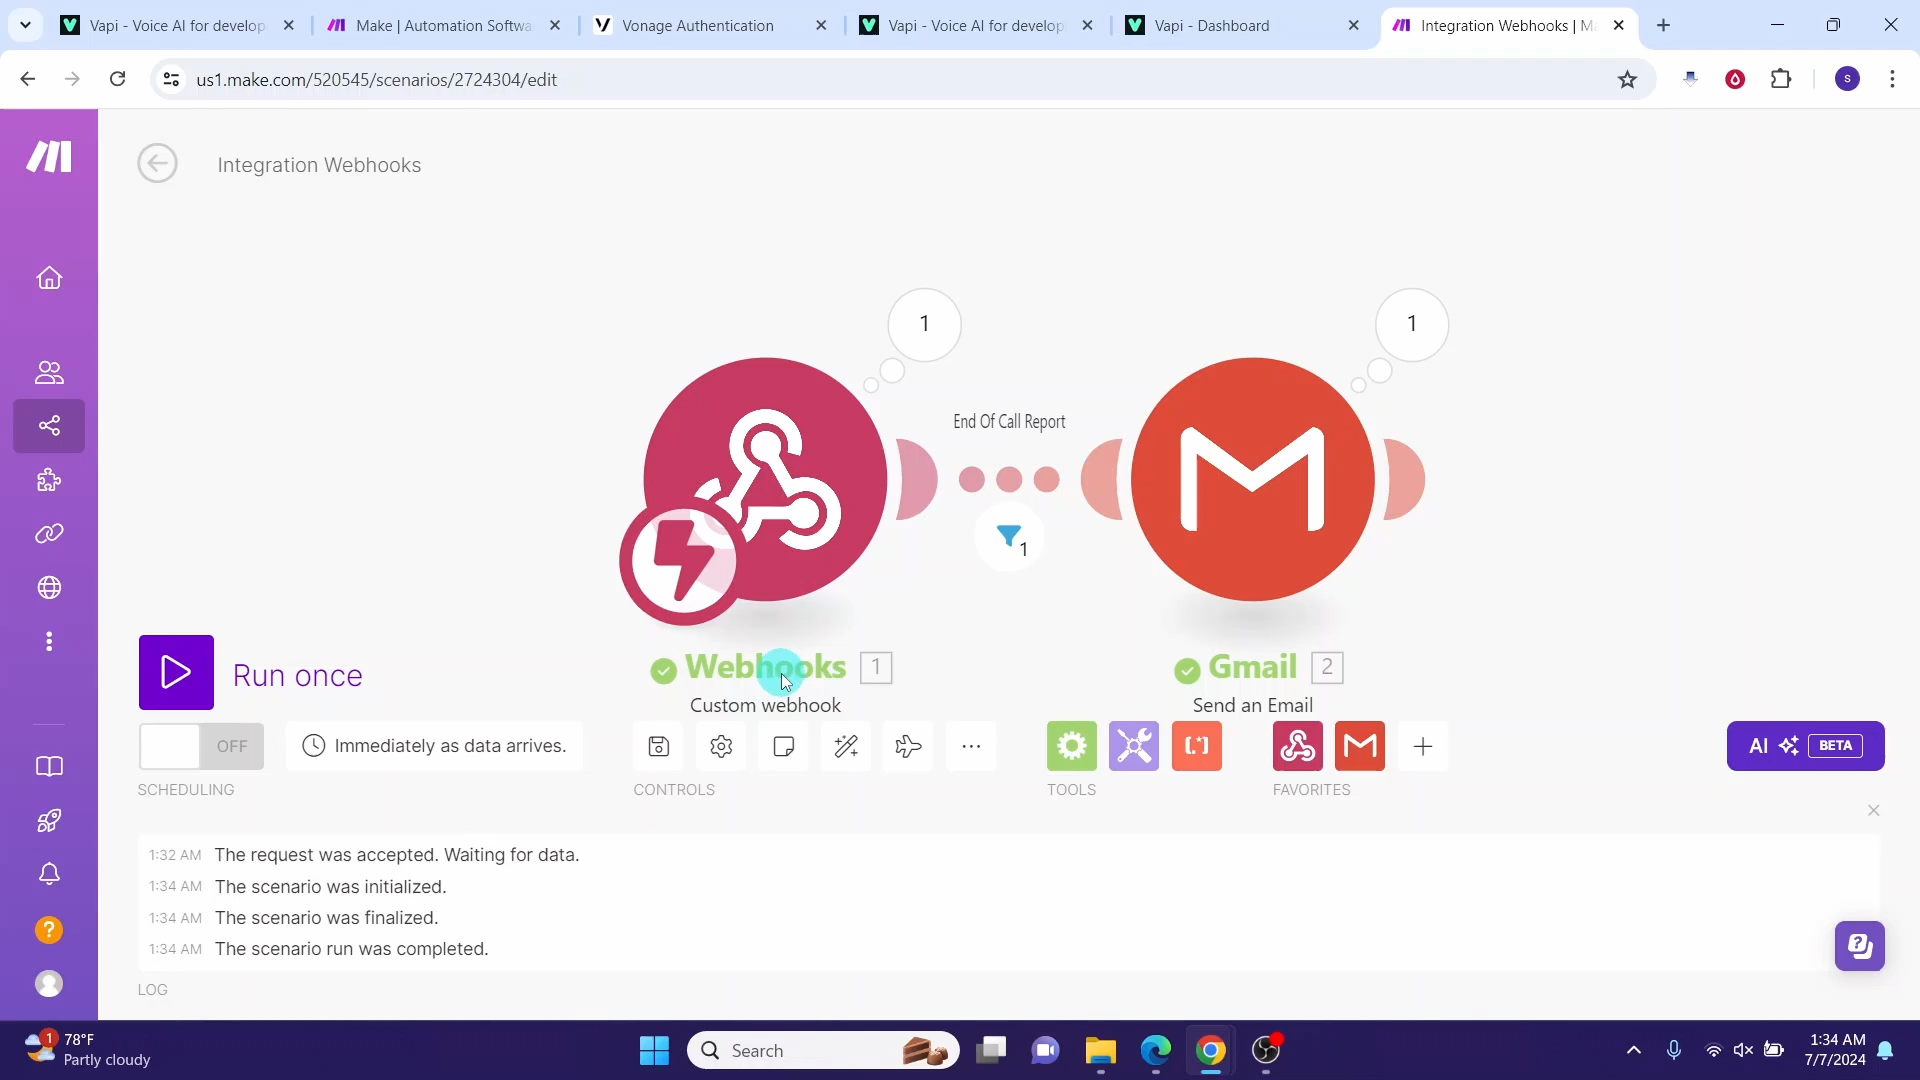 Vapi - Voice AI for develop
Make | Automation Softwa
Vonage Authentication
Vapi - Voice AI for develop
Vapi - Dashboard
Integration Webhooks | M
us1.make.com/520545/scenarios/2724304/edit
S
Integration Webhooks
1
1
End Of Call Report
1
Webhooks 1
Custom webhook
Gmail 2
Send an Email
Run once
OFF
Immediately as data arrives.
AI BETA
SCHEDULING
CONTROLS
TOOLS
FAVORITES
1:32 AM The request was accepted. Waiting for data.
1:34 AM The scenario was initialized.
1:34 AM The scenario was finalized.
1:34 AM The scenario run was completed.
LOG
1
78°F
Partly cloudy
Search
1:34 AM
7/7/2024